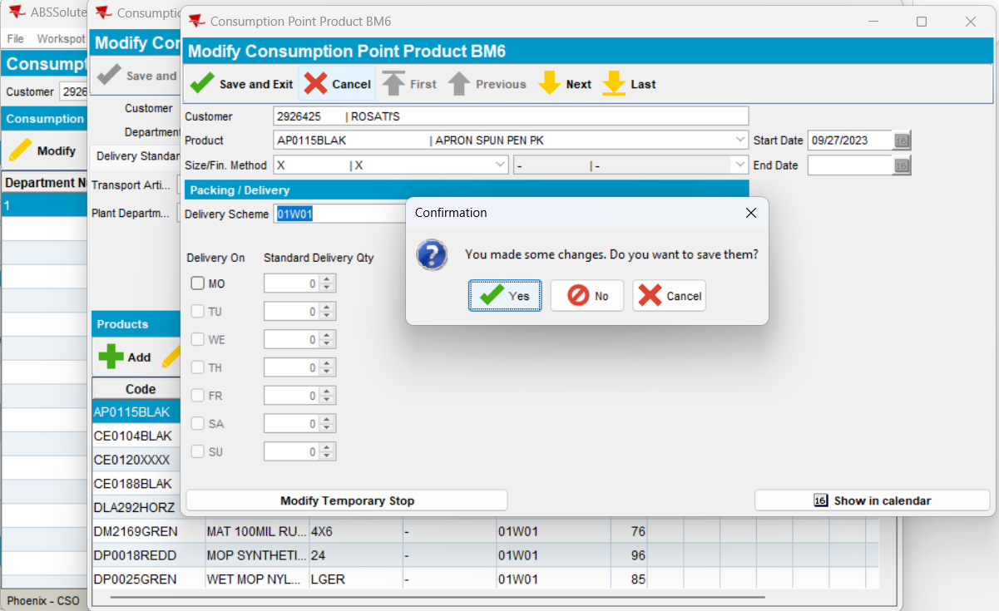 ABSSolute
File Workspot
Consumpt
Customer 2926
Consumption
Modify
Department N
1
Phoenix - CSO
Consumptic
Modify Cor
Save and
Customer
Department
Delivery Standar
Transport Arti...
Plant Departm...
Products
Add
Code
AP0115BLAK
CE0104BLAK
CE0120XXXX
CE0188BLAK
DLA292HORZ
DM2169GREN MAT 100MIL RU... 4X6 - 01W01 76
DP0018REDD MOP SYNTHETI... 24 - 01W01 96
DP0025GREN WET MOP NYL... LGER - 01W01 85
Consumption Point Product BM6
Modify Consumption Point Product BM6
Save and Exit Cancel First Previous Next Last
Customer 2926425 | ROSATI'S
Product AP0115BLAK | APRON SPUN PEN PK Start Date 09/27/2023 16
Size/Fin. Method X | X - | - End Date 16
Packing / Delivery
Delivery Scheme 01W01
Delivery On Standard Delivery Qty
MO 0
TU 0
WE 0
TH 0
FR 0
SA 0
SU 0
Modify Temporary Stop 16 Show in calendar
Confirmation
You made some changes. Do you want to save them?
Yes No Cancel